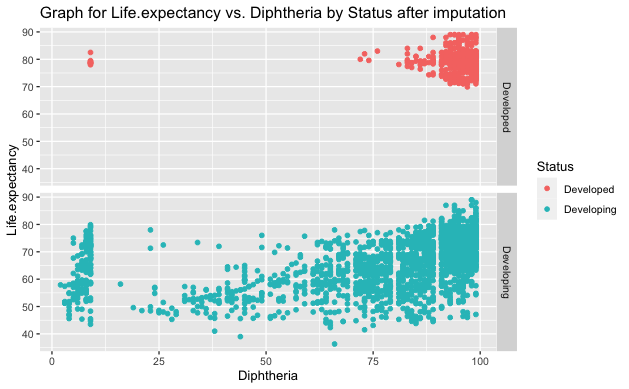 Graph for Life.expectancy vs. Diphtheria by Status after imputation
90
80
70
60
50
40
Developed
90
80
70
60
50
40
Developing
Life.expectancy
0
25
50
75
100
Diphtheria
Status
Developed
Developing